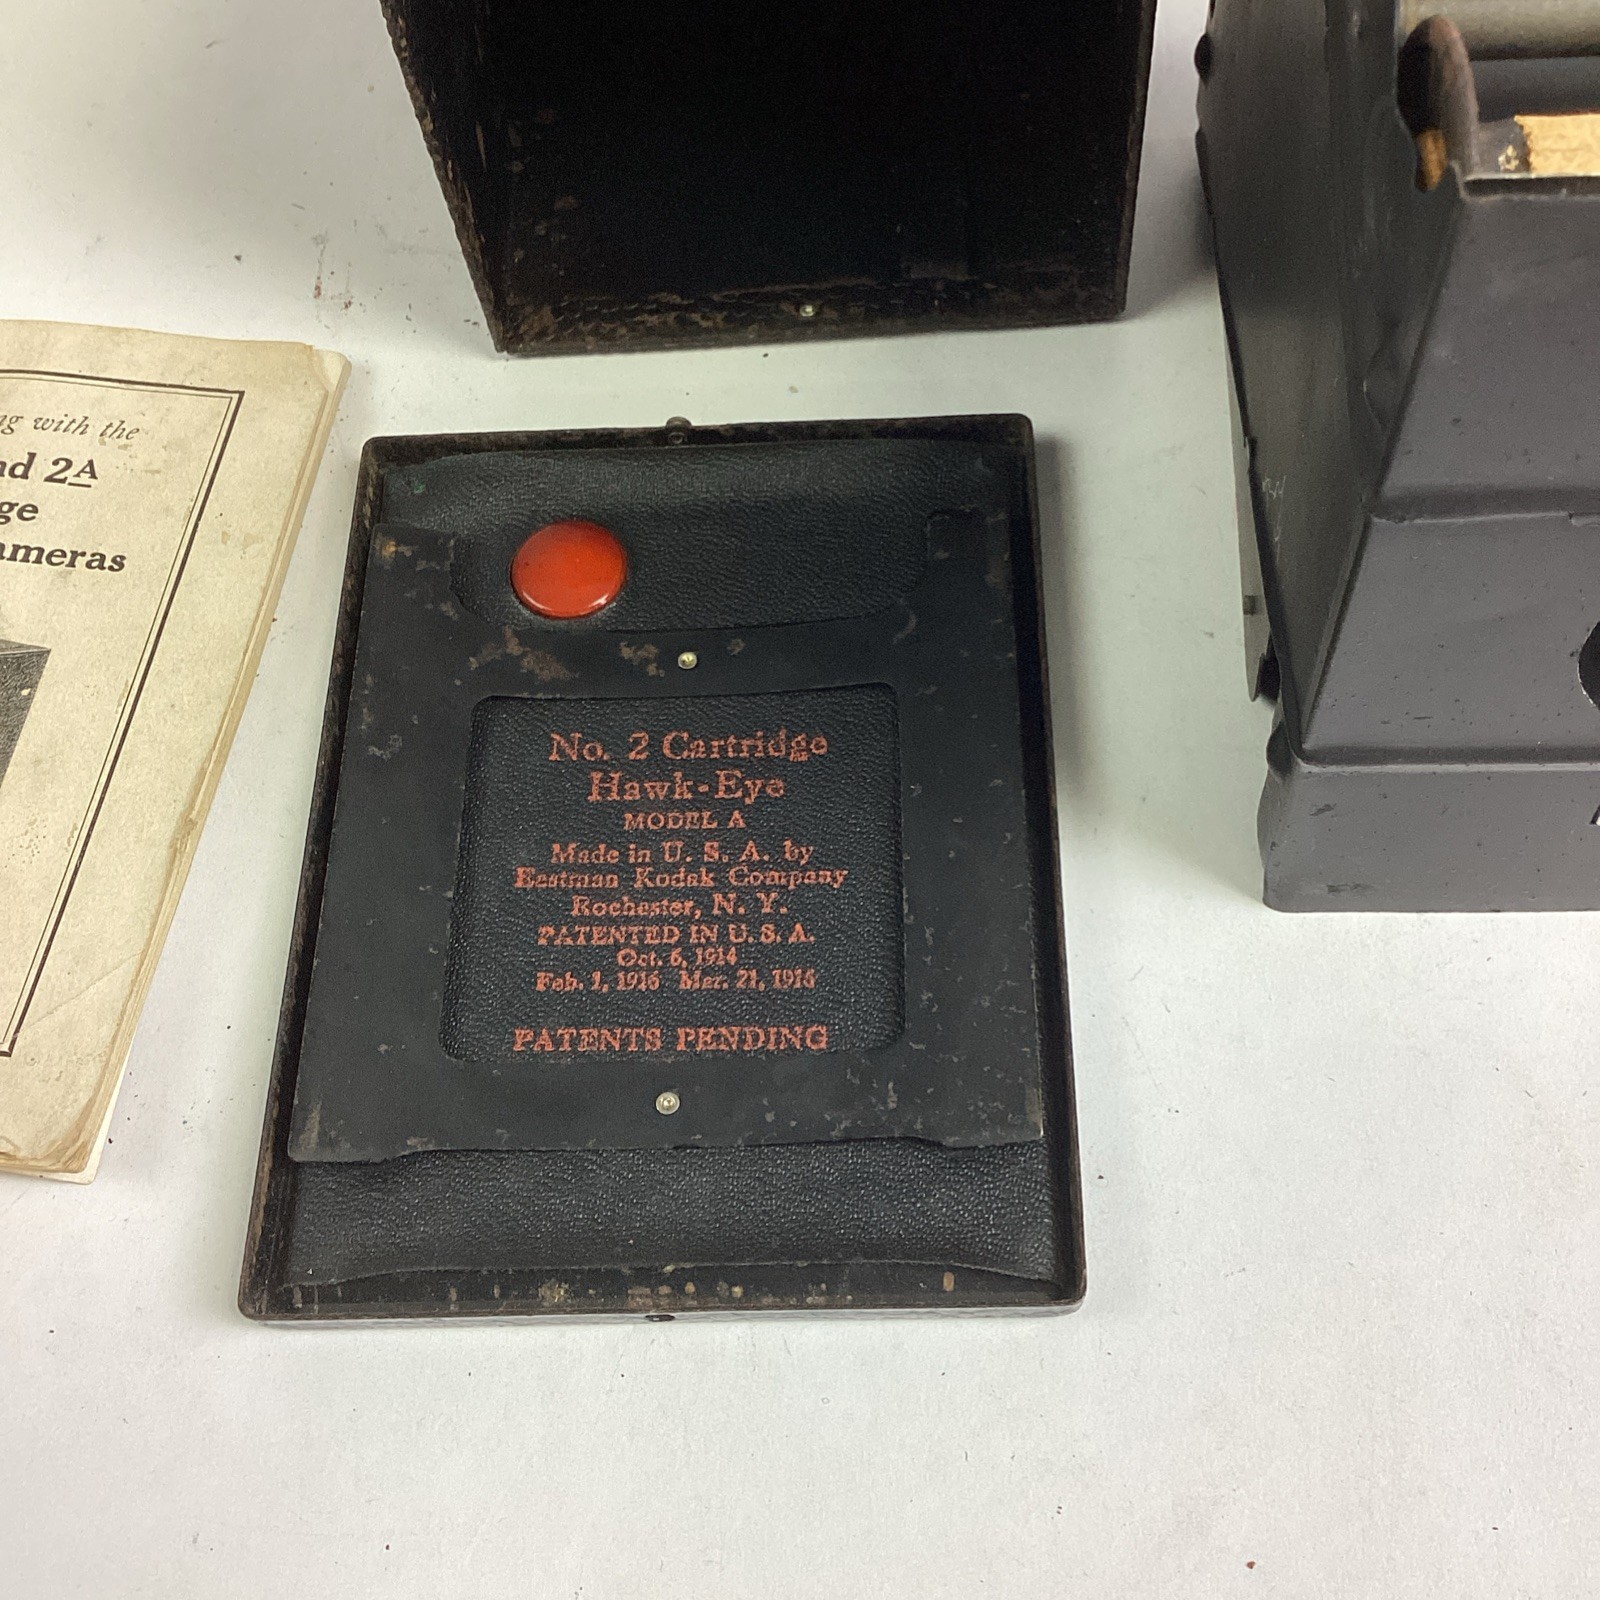 ng with the
nd 2A
ge
ameras
No. 2 Cartridge
Hawk-Eye
MODEL A
Made in U. S. A. by
Eastman Kodak Company
Rochester, N. Y.
PATENTED IN U. S. A.
Oct. 6, 1914
Feb. 1, 1916 Mar. 21, 1916
PATENTS PENDING